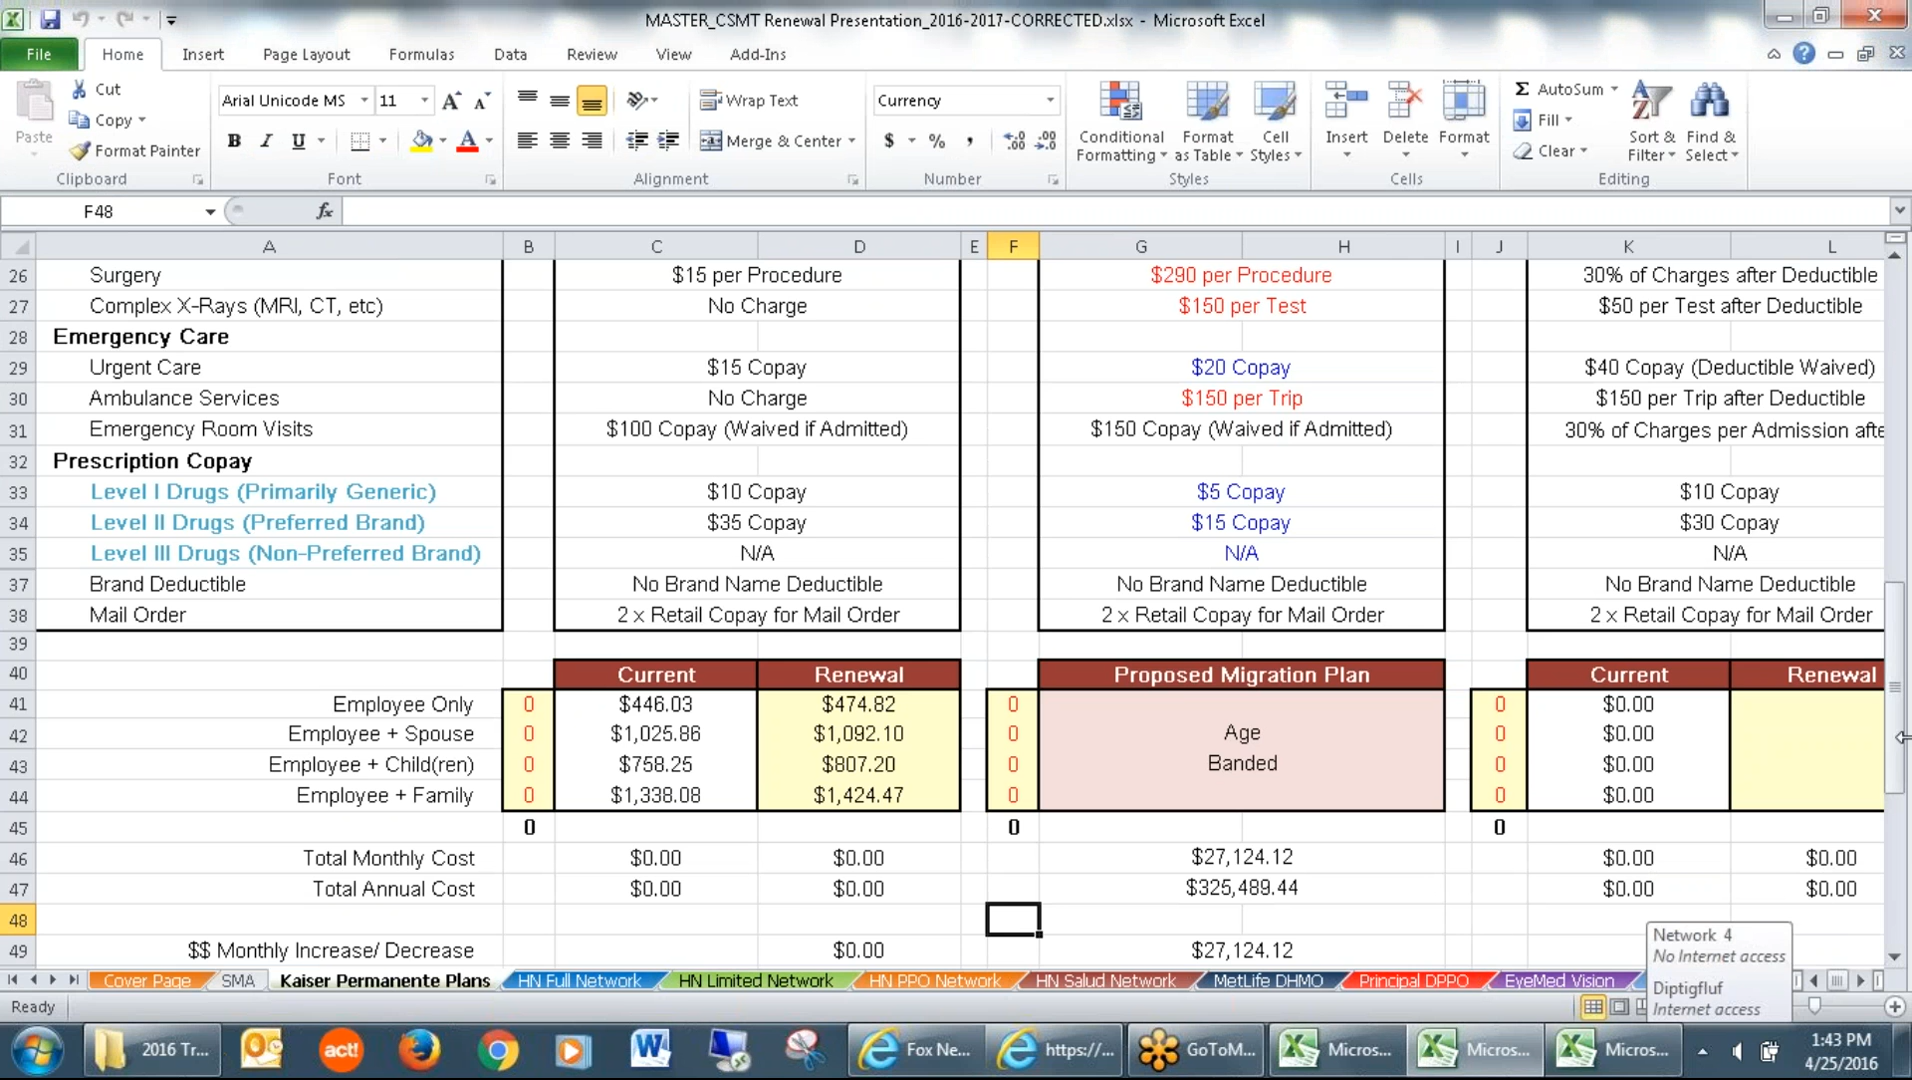 MASTER_CSMT Renewal Presentation_2016-2017-CORRECTED.xlsx - Microsoft Excel
File Home Insert Page Layout Formulas Data Review View Add-Ins
Paste Cut Copy Format Painter Clipboard
Arial Unicode MS 11 B I U Font
Wrap Text Merge & Center Alignment
Currency $ % , Number
Conditional Formatting Format as Table Cell Styles Styles
Insert Delete Format Cells
AutoSum Fill Clear Sort & Filter Find & Select Editing
F48 fx
A B C D E F G H I J K L
26 Surgery $15 per Procedure $290 per Procedure 30% of Charges after Deductible
27 Complex X-Rays (MRI, CT, etc) No Charge $150 per Test $50 per Test after Deductible
28 Emergency Care
29 Urgent Care $15 Copay $20 Copay $40 Copay (Deductible Waived)
30 Ambulance Services No Charge $150 per Trip $150 per Trip after Deductible
31 Emergency Room Visits $100 Copay (Waived if Admitted) $150 Copay (Waived if Admitted) 30% of Charges per Admission afte
32 Prescription Copay
33 Level I Drugs (Primarily Generic) $10 Copay $5 Copay $10 Copay
34 Level II Drugs (Preferred Brand) $35 Copay $15 Copay $30 Copay
35 Level III Drugs (Non-Preferred Brand) N/A N/A N/A
37 Brand Deductible No Brand Name Deductible No Brand Name Deductible No Brand Name Deductible
38 Mail Order 2 x Retail Copay for Mail Order 2 x Retail Copay for Mail Order 2 x Retail Copay for Mail Order
39
40 Current Renewal Proposed Migration Plan Current Renewal
41 Employee Only 0 $446.03 $474.82 0 0 $0.00
42 Employee + Spouse 0 $1,025.86 $1,092.10 0 Age 0 $0.00
43 Employee + Child(ren) 0 $758.25 $807.20 0 Banded 0 $0.00
44 Employee + Family 0 $1,338.08 $1,424.47 0 0 $0.00
45 0 0 0
46 Total Monthly Cost $0.00 $0.00 $27,124.12 $0.00 $0.00
47 Total Annual Cost $0.00 $0.00 $325,489.44 $0.00 $0.00
48
49 $$ Monthly Increase/ Decrease $0.00 $27,124.12
Network 4
No Internet access
Diptigfluf
Internet access
Cover Page SMA Kaiser Permanente Plans HN Full Network HN Limited Network HN PPO Network HN Salud Network MetLife DHMO Principal DPPO EyeMed Vision
Ready
2016 Tr... act! Fox Ne... https://... GoToM... Micros... Micros... Micros... 1:43 PM
4/25/2016